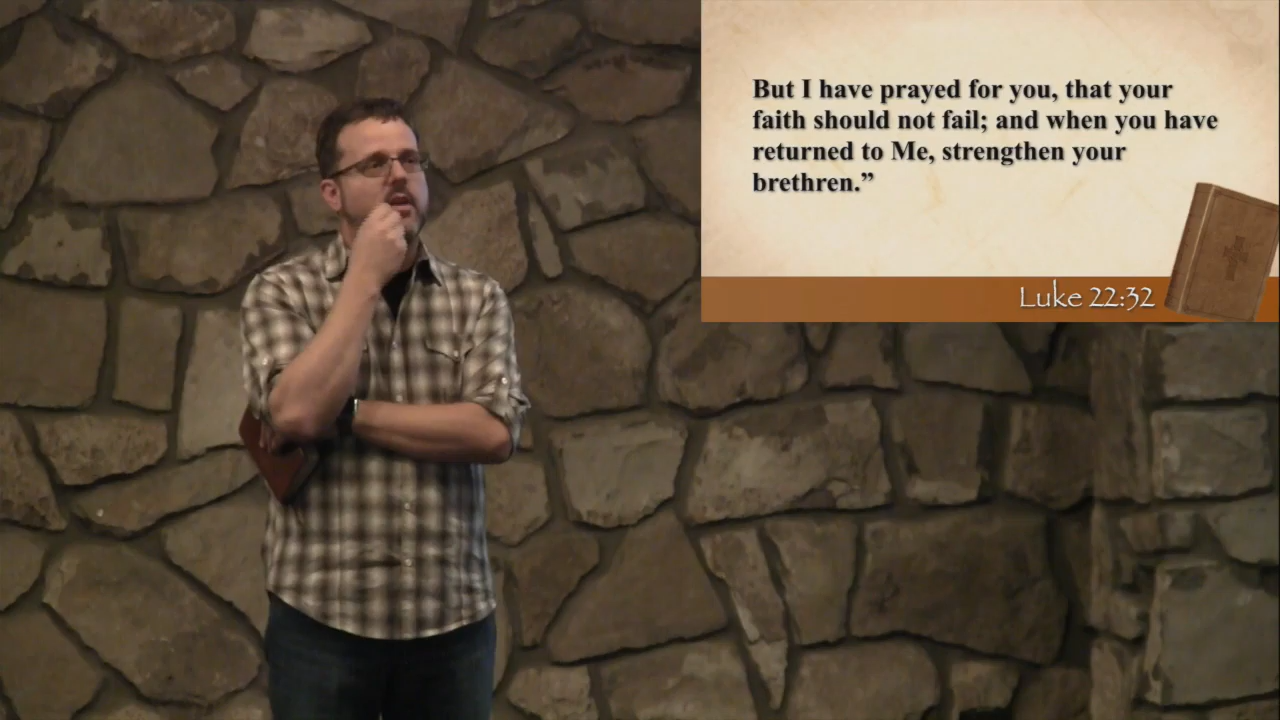 But I have prayed for you, that your
faith should not fail; and when you have
returned to Me, strengthen your
brethren.”
Luke 22:32